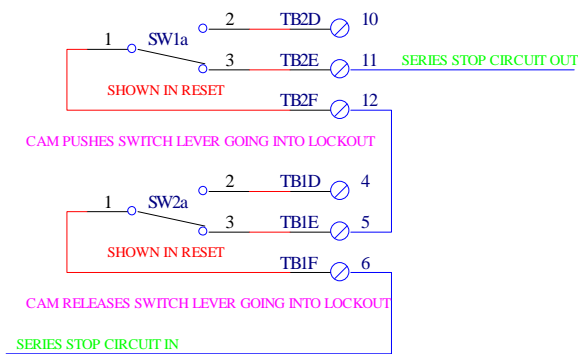 2 TB2D 10
1 SW1a
3 TB2E 11 SERIES STOP CIRCUIT OUT
SHOWN IN RESET TB2F 12
CAM PUSHES SWITCH LEVER GOING INTO LOCKOUT
2 TB1D 4
1 SW2a
3 TB1E 5
SHOWN IN RESET
TB1F 6
CAM RELEASES SWITCH LEVER GOING INTO LOCKOUT
SERIES STOP CIRCUIT IN